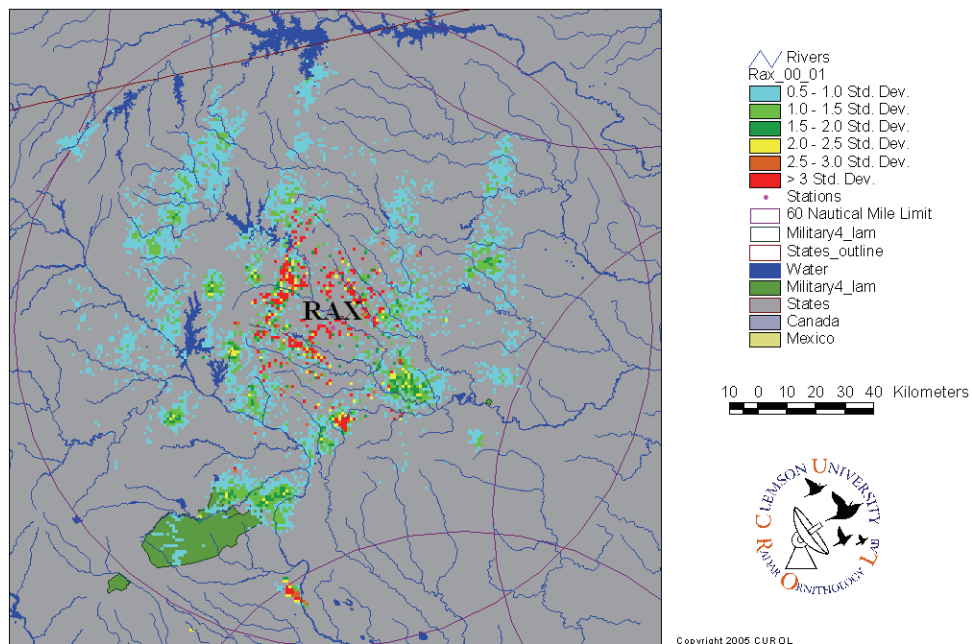 RAX
Rivers
Rax_00_01
0.5 - 1.0 Std. Dev.
1.0 - 1.5 Std. Dev.
1.5 - 2.0 Std. Dev.
2.0 - 2.5 Std. Dev.
2.5 - 3.0 Std. Dev.
> 3 Std. Dev.
Stations
60 Nautical Mile Limit
Military4_lam
States_outline
Water
Military4_lam
States
Canada
Mexico
10 0 10 20 30 40 Kilometers
CLEMSON UNIVERSITY
RADAR ORNITHOLOGY LAB
Copyright 2005 CUROL